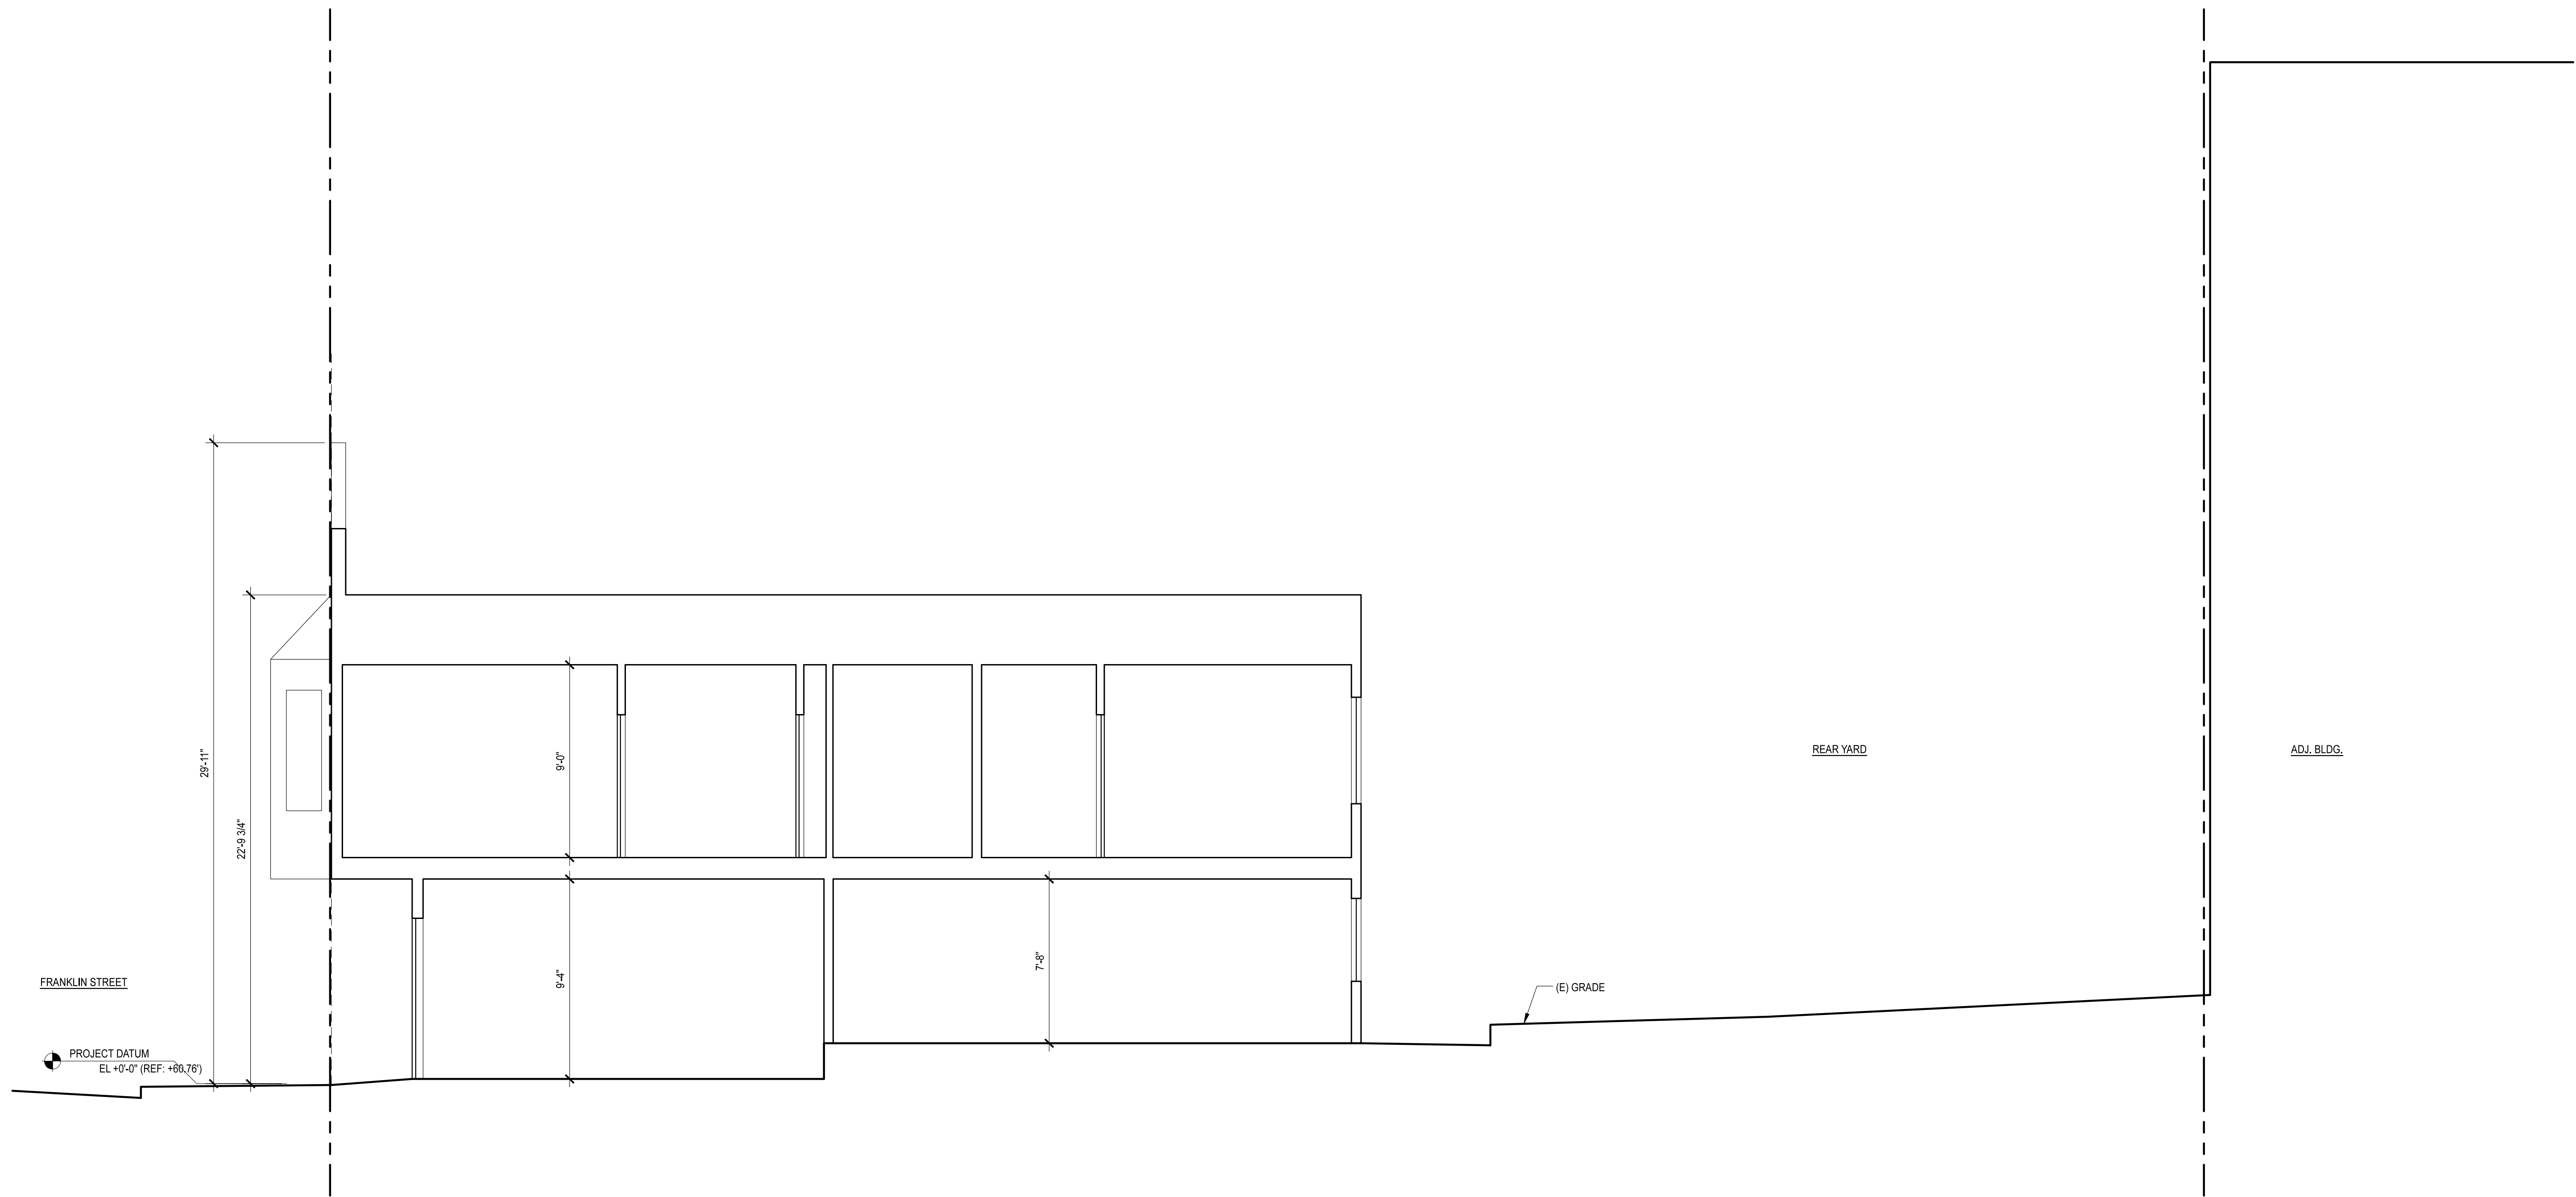 29'-11"
22'-9 3/4"
9'-0"
REAR YARD
ADJ. BLDG.
9'-4"
7'-8"
FRANKLIN STREET
(E) GRADE
PROJECT DATUM
EL +0'-0" (REF: +60.76')